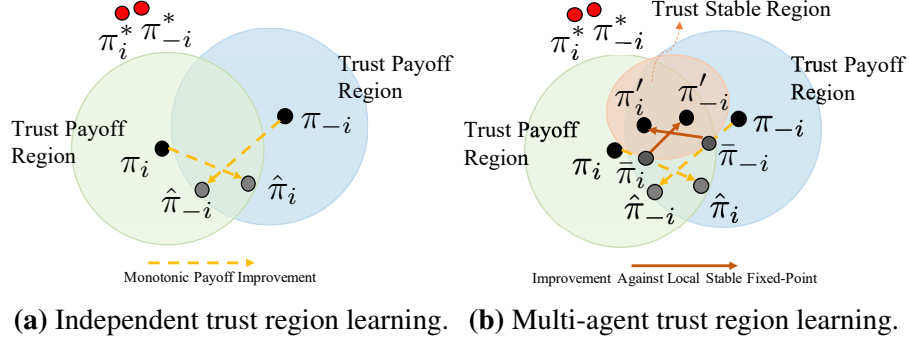 π*i π*-i
Trust Payoff
Region
Trust Payoff
Region
πi
π-i
π̂-i
π̂i
Monotonic Payoff Improvement
(a) Independent trust region learning.
Trust Stable Region
π*i π*-i
Trust Payoff
Region
π′i π′-i
Trust Payoff
Region
π-i
πi
π̄i
π̄-i
π̂-i
π̂i
Improvement Against Local Stable Fixed-Point
(b) Multi-agent trust region learning.